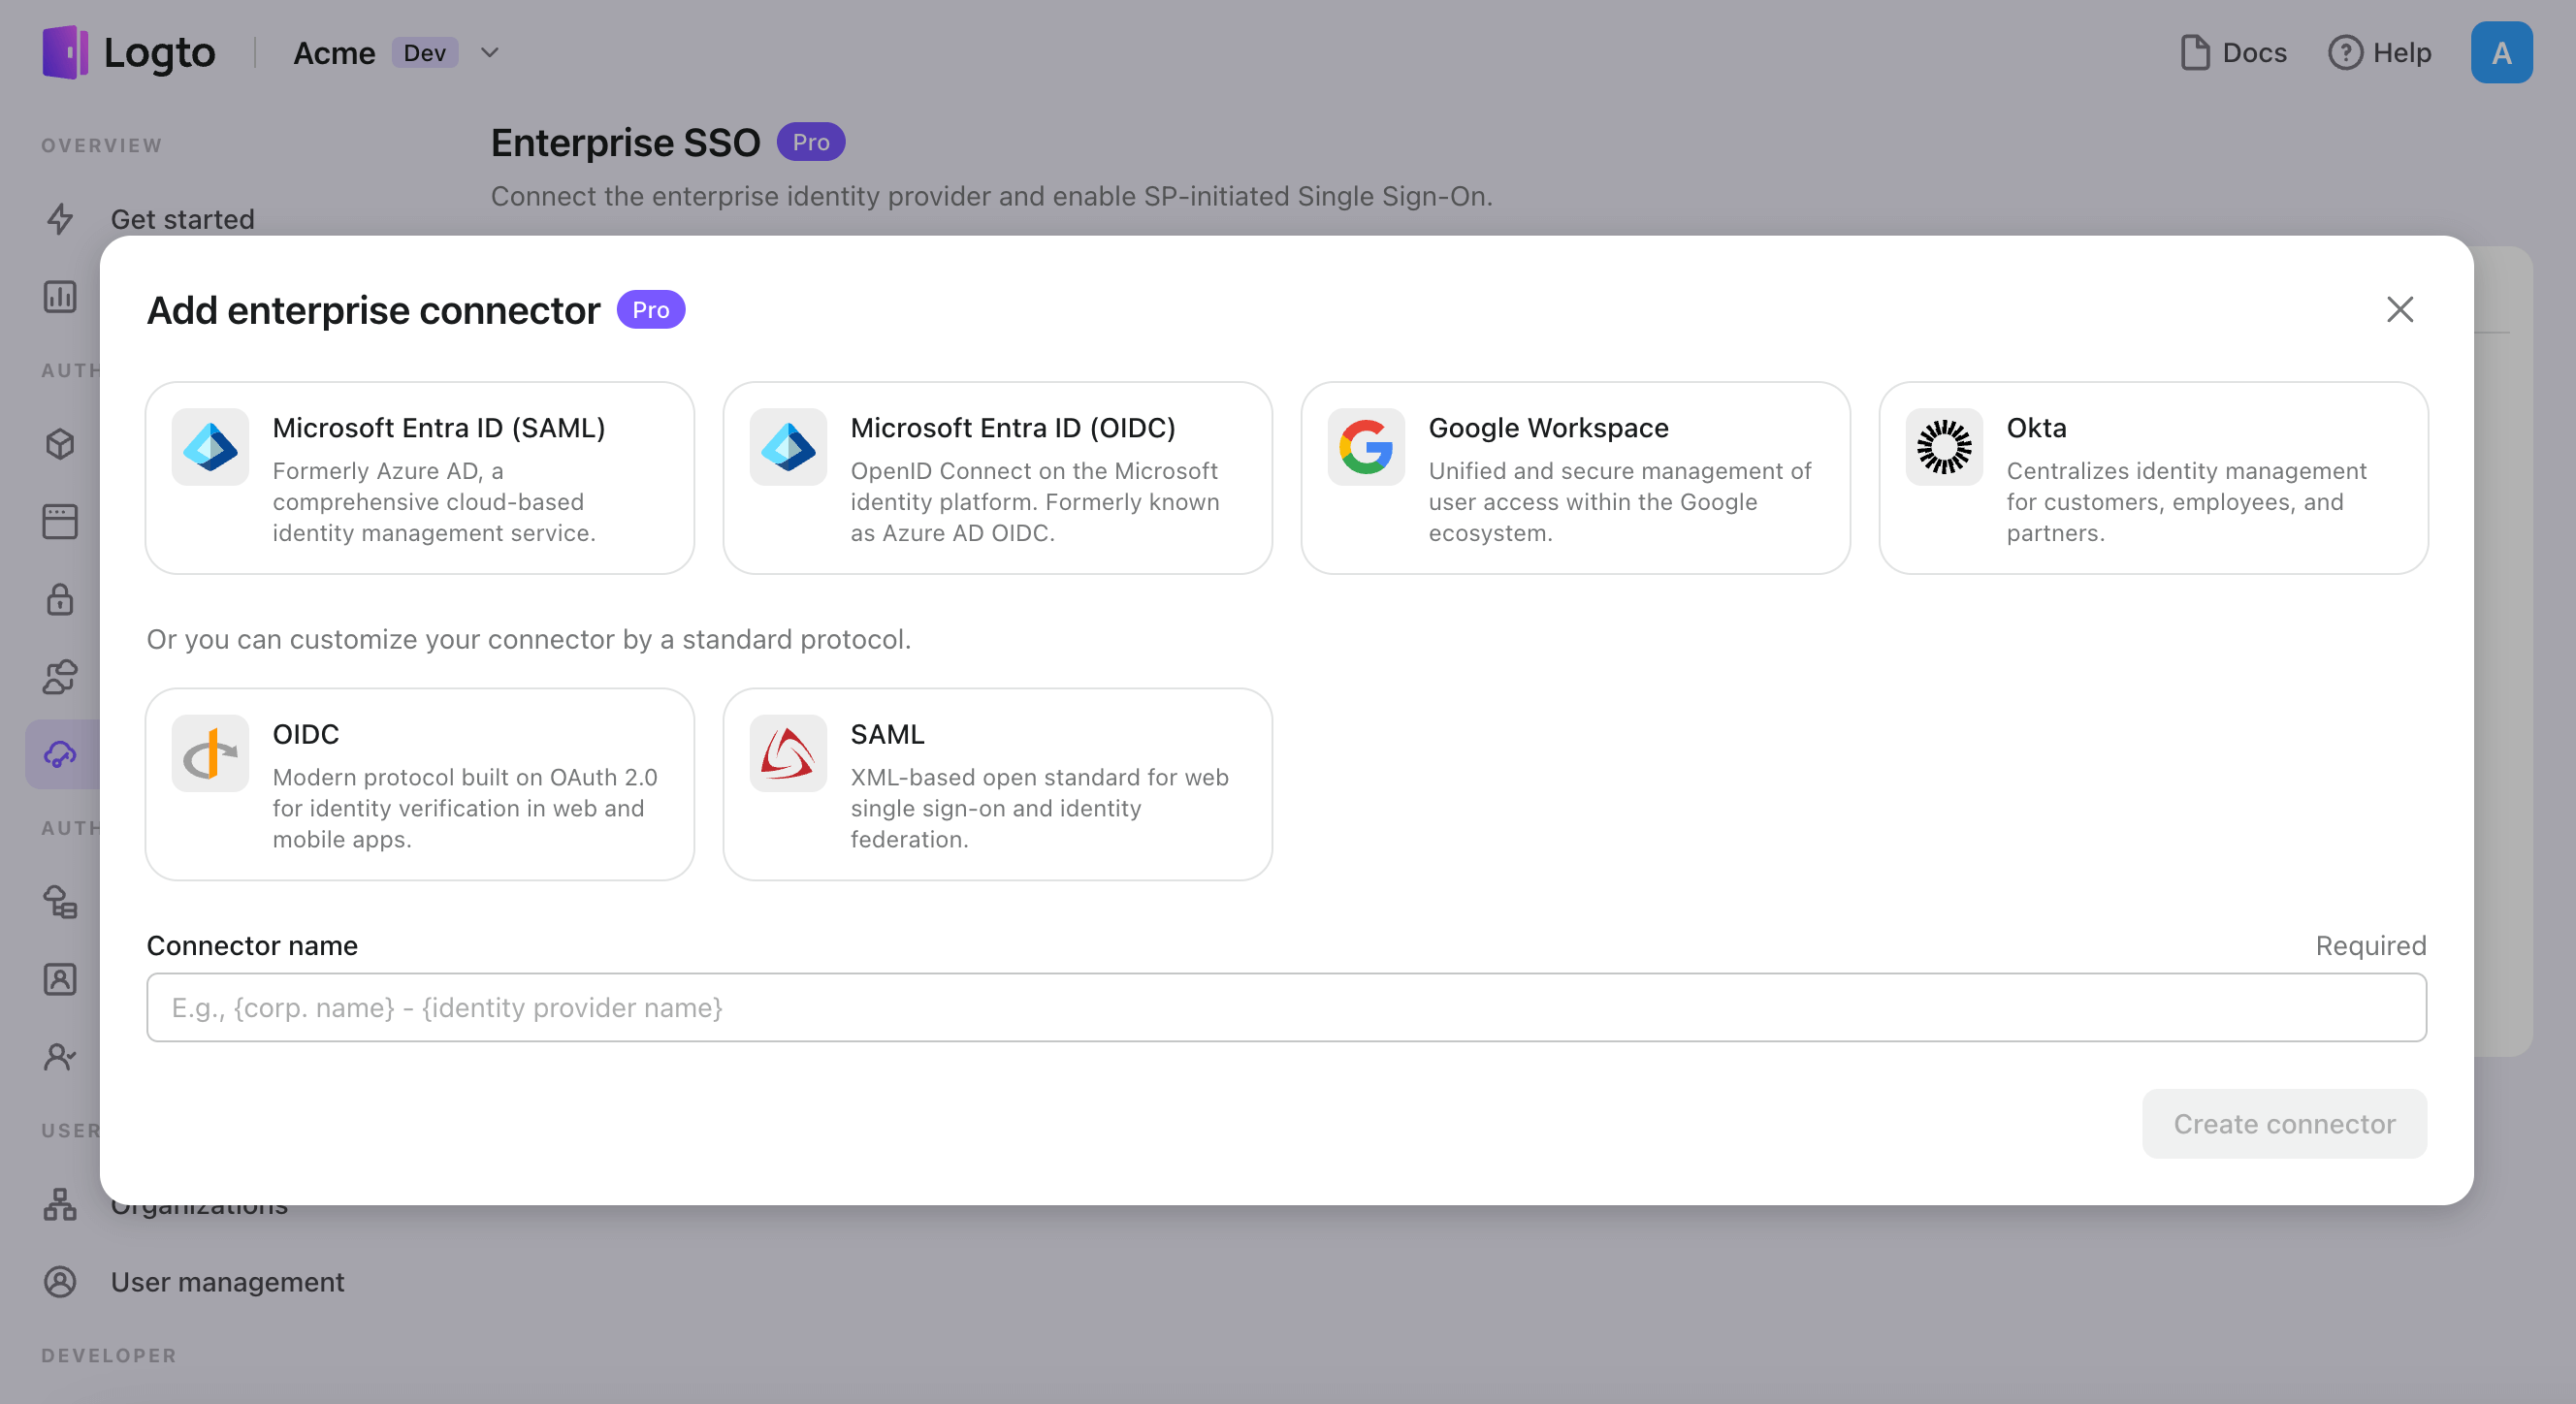 Logto
Acme Dev
Docs
Help
A
OVERVIEW
Get started
Enterprise SSO Pro
Connect the enterprise identity provider and enable SP-initiated Single Sign-On.
AUTH
AUTH
USER
Organizations
User management
DEVELOPER
Add enterprise connector Pro
Microsoft Entra ID (SAML)
Formerly Azure AD, a
comprehensive cloud-based
identity management service.
Microsoft Entra ID (OIDC)
OpenID Connect on the Microsoft
identity platform. Formerly known
as Azure AD OIDC.
Google Workspace
Unified and secure management of
user access within the Google
ecosystem.
Okta
Centralizes identity management
for customers, employees, and
partners.
Or you can customize your connector by a standard protocol.
OIDC
Modern protocol built on OAuth 2.0
for identity verification in web and
mobile apps.
SAML
XML-based open standard for web
single sign-on and identity
federation.
Connector name
Required
E.g., {corp. name} - {identity provider name}
Create connector